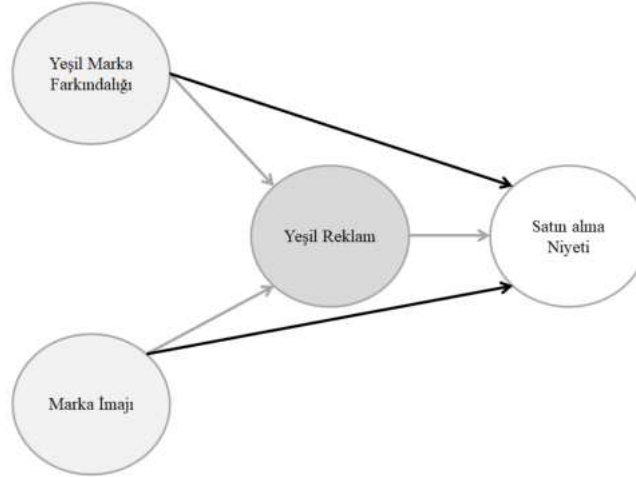 Yeşil Marka
Farkındalığı
Yeşil Reklam
Satın alma
Niyeti
Marka İmajı